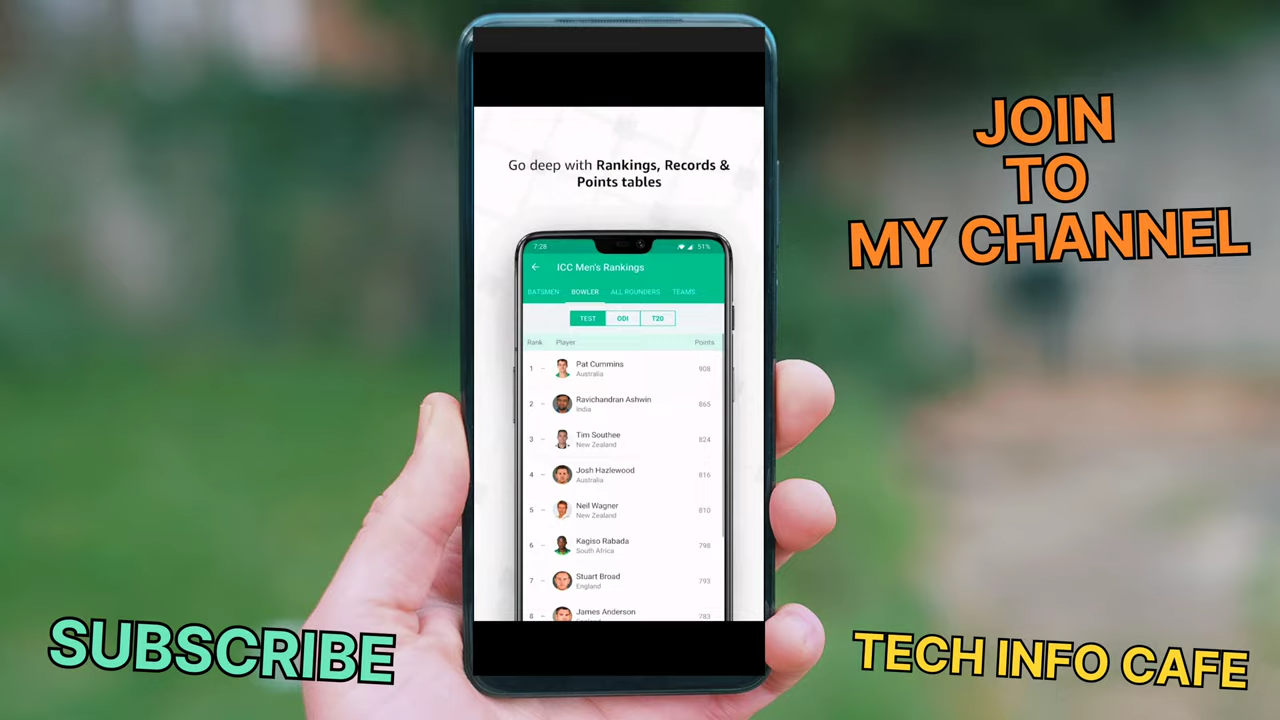 JOIN
TO
MY CHANNEL
Go deep with Rankings, Records &
Points tables
7:28 51%
ICC Men's Rankings
BATSMEN BOWLER ALL ROUNDERS TEAMS
TEST ODI T20
Rank Player Points
1 – Pat Cummins 908
Australia
2 – Ravichandran Ashwin 865
India
3 – Tim Southee 824
New Zealand
4 – Josh Hazlewood 816
Australia
5 – Neil Wagner 810
New Zealand
6 – Kagiso Rabada 798
South Africa
7 – Stuart Broad 793
England
8 – James Anderson 783
SUBSCRIBE
TECH INFO CAFE